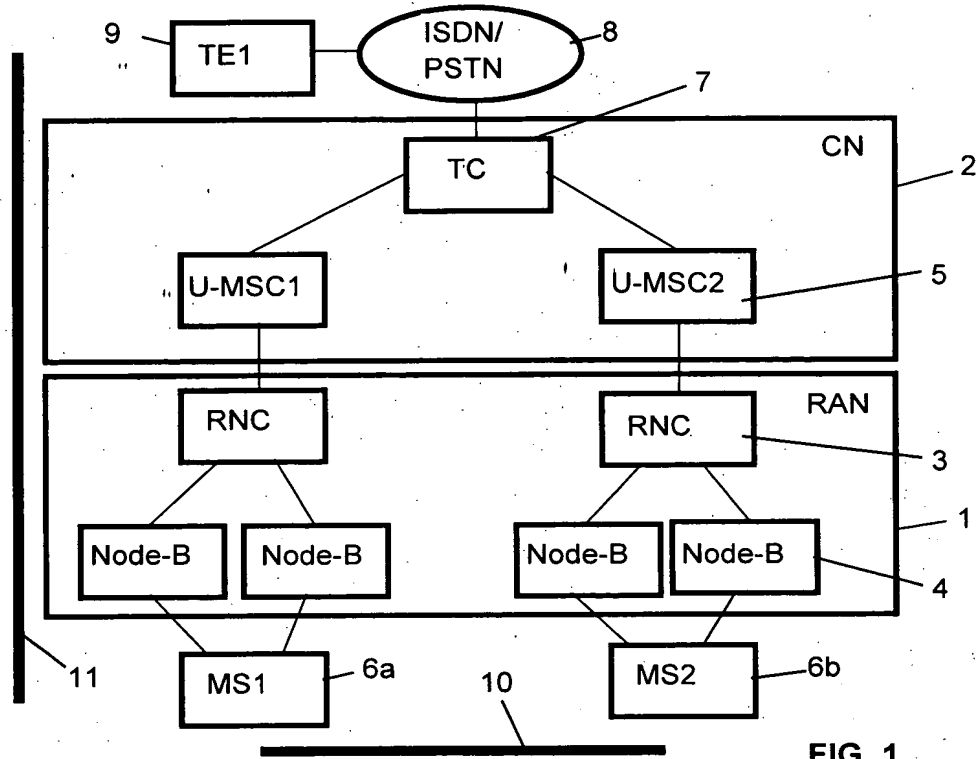 9
TE1
ISDN/
PSTN
8
7
CN
TC
2
U-MSC1
U-MSC2
5
RAN
RNC
RNC
3
1
Node-B
Node-B
Node-B
Node-B
4
11
MS1
6a
10
MS2
6b
FIG. 1